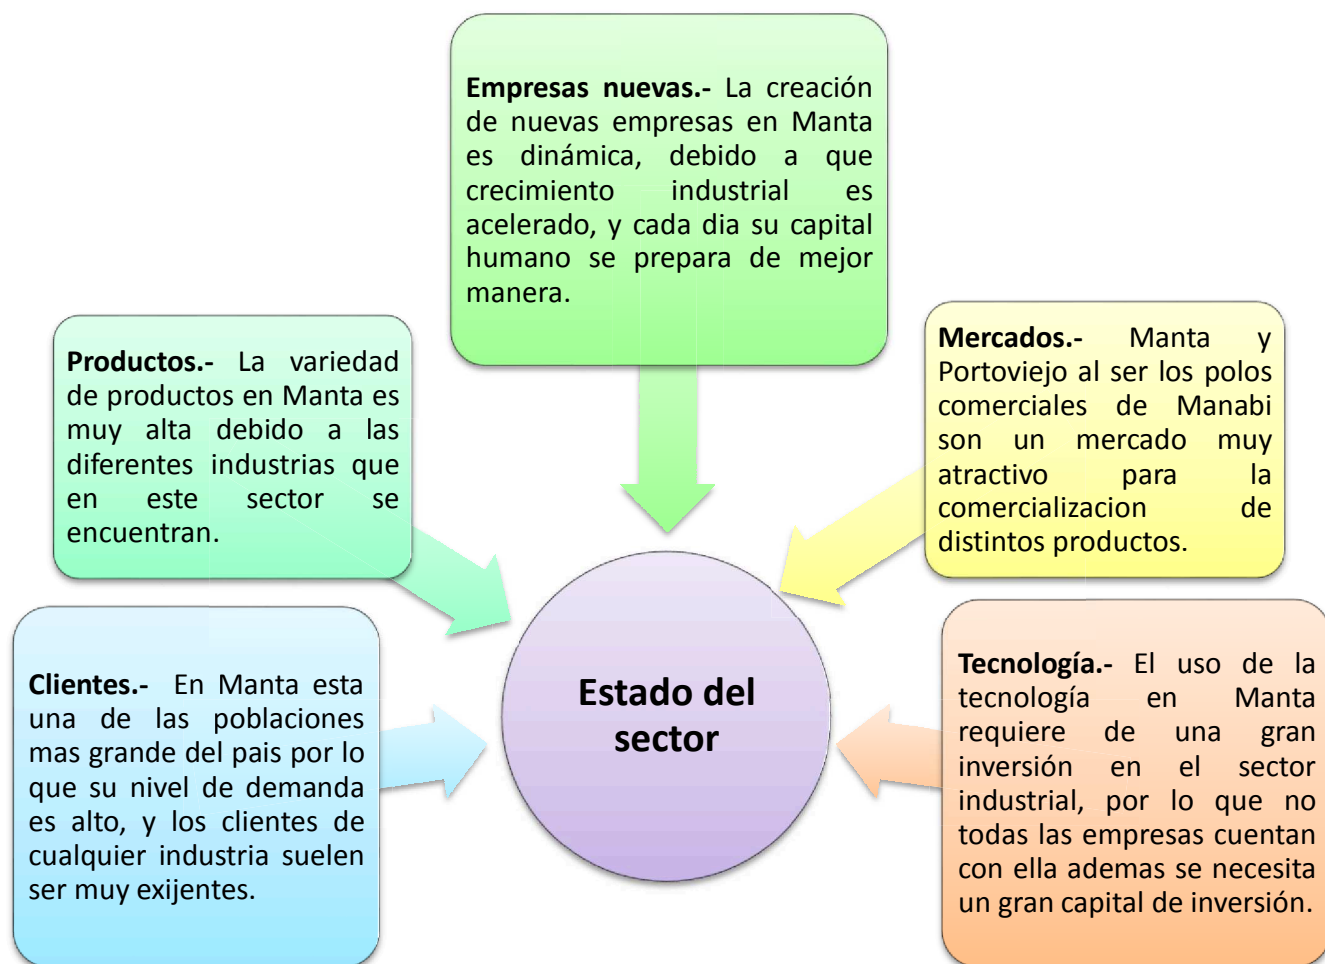 Empresas nuevas.- La creación
de nuevas empresas en Manta
es dinámica, debido a que
crecimiento industrial es
acelerado, y cada dia su capital
humano se prepara de mejor
manera.
Productos.- La variedad
de productos en Manta es
muy alta debido a las
diferentes industrias que
en este sector se
encuentran.
Mercados.- Manta y
Portoviejo al ser los polos
comerciales de Manabi
son un mercado muy
atractivo para la
comercializacion de
distintos productos.
Clientes.- En Manta esta
una de las poblaciones
mas grande del pais por lo
que su nivel de demanda
es alto, y los clientes de
cualquier industria suelen
ser muy exijentes.
Estado del
sector
Tecnología.- El uso de la
tecnología en Manta
requiere de una gran
inversión en el sector
industrial, por lo que no
todas las empresas cuentan
con ella ademas se necesita
un gran capital de inversión.